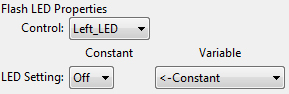 Flash LED Properties
Control: Left_LED
Constant Variable
LED Setting: Off <-Constant